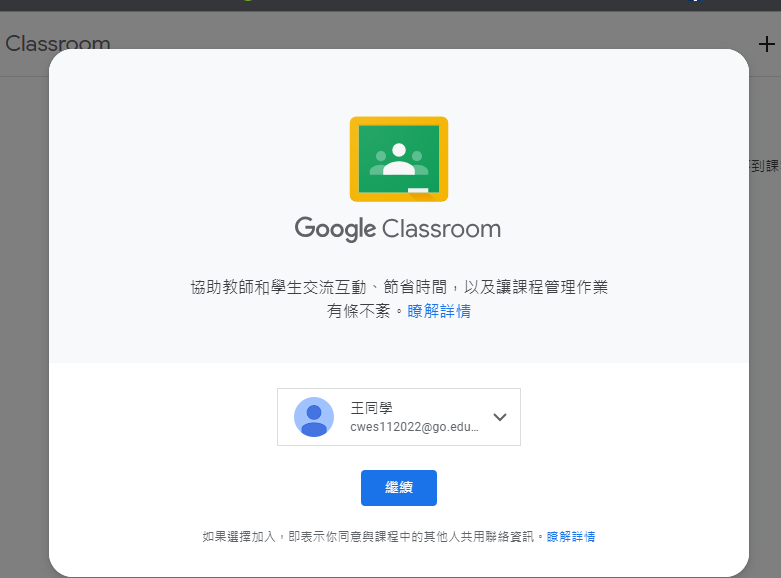 Classroom
到課
Google Classroom
協助教師和學生交流互動、節省時間，以及讓課程管理作業
有條不紊。瞭解詳情
王同學
cwes112022@go.edu...
繼續
如果選擇加入，即表示你同意與課程中的其他人共用聯絡資訊。瞭解詳情